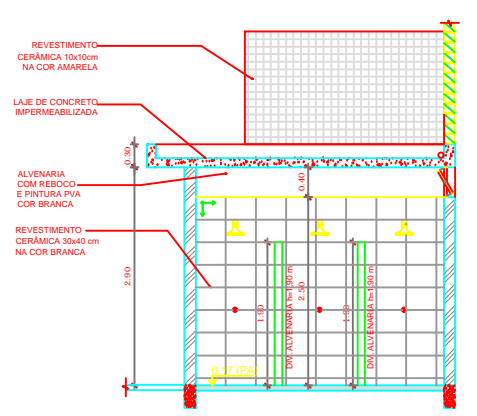 REVESTIMENTO
CERÂMICA 10x10cm
NA COR AMARELA
LAJE DE CONCRETO
IMPERMEABILIZADA
0.30
0.40
ALVENARIA
COM REBOCO
E PINTURA PVA
COR BRANCA
REVESTIMENTO
CERÂMICA 30x40 cm
NA COR BRANCA
2.90
1.90
DIV. ALVENARIA h=1,90 m
2.50
1.90
DIV. ALVENARIA h=1,90 m
0.17 (PA)